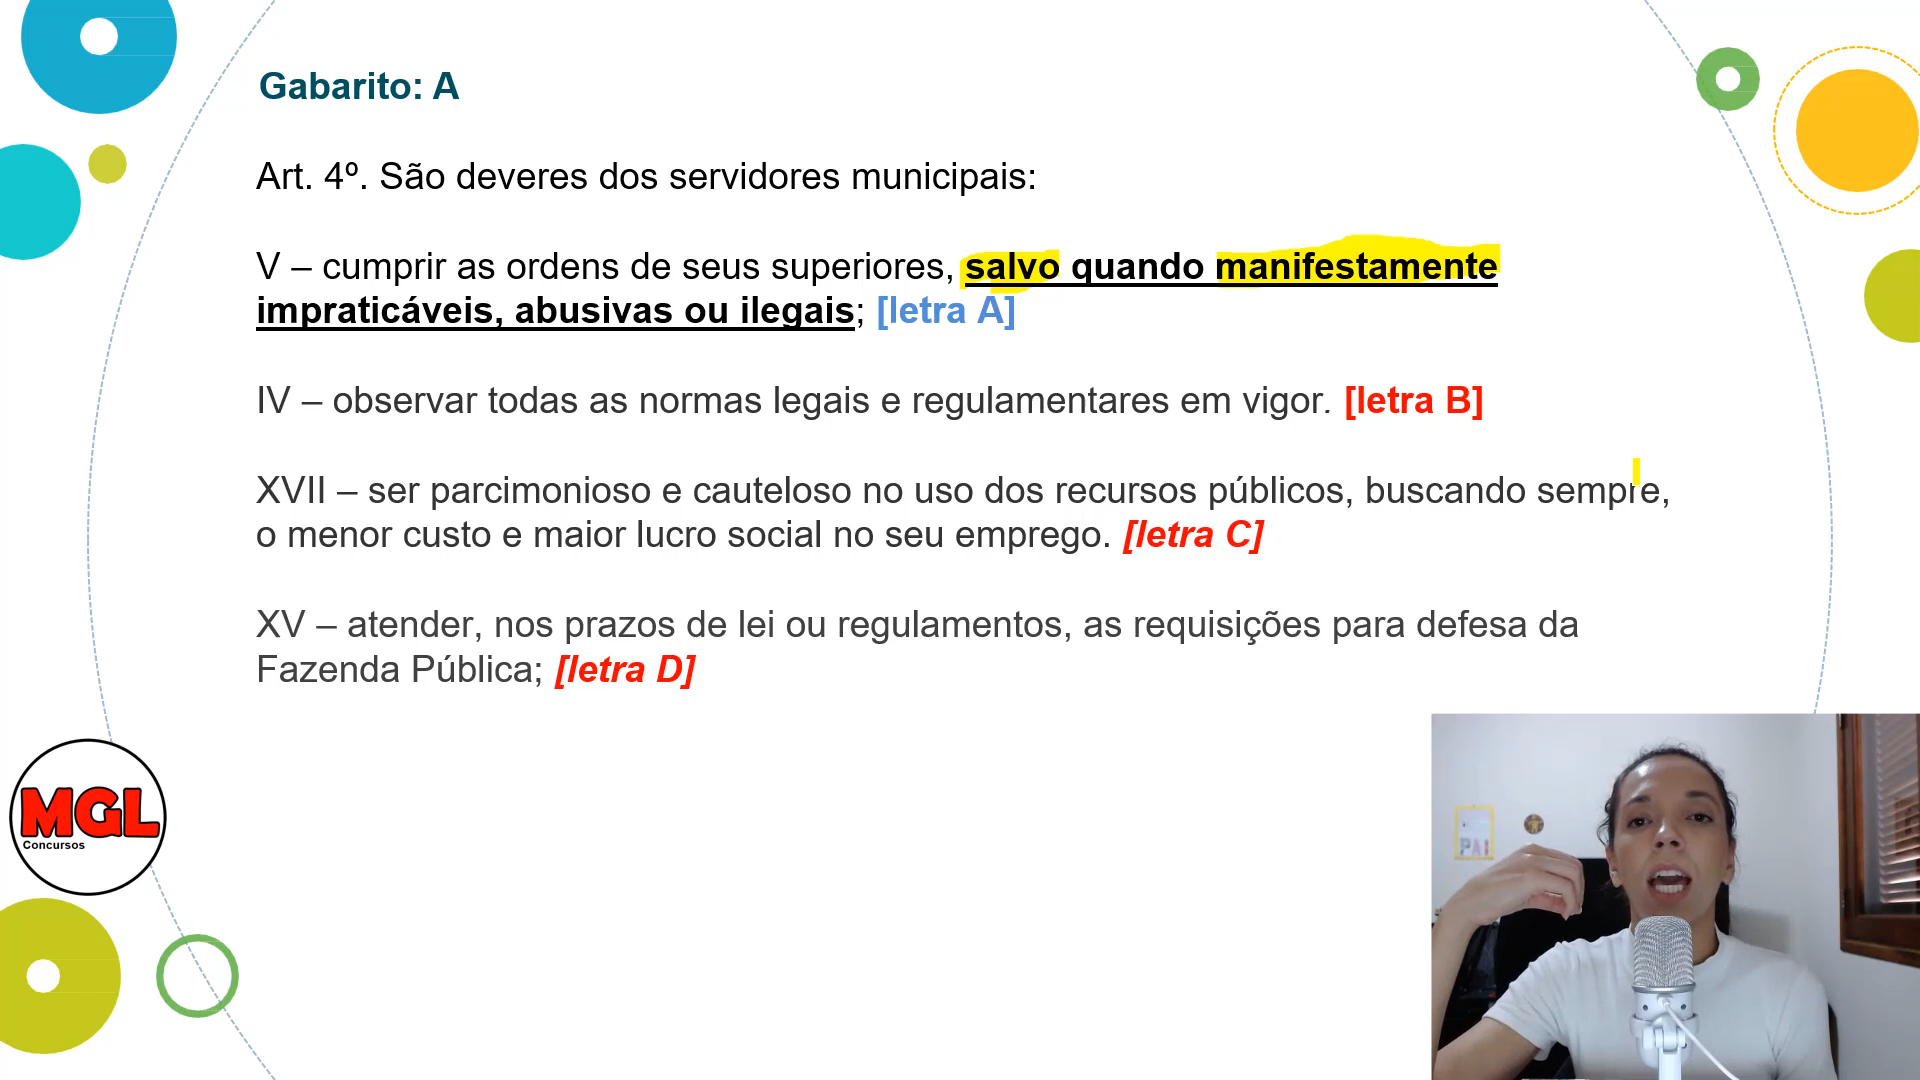 Gabarito: A
Art. 4º. São deveres dos servidores municipais:
V – cumprir as ordens de seus superiores, salvo quando manifestamente
impraticáveis, abusivas ou ilegais; [letra A]
IV – observar todas as normas legais e regulamentares em vigor. [letra B]
XVII – ser parcimonioso e cauteloso no uso dos recursos públicos, buscando sempre,
o menor custo e maior lucro social no seu emprego. [letra C]
XV – atender, nos prazos de lei ou regulamentos, as requisições para defesa da
Fazenda Pública; [letra D]
MGL
Concursos
PAI